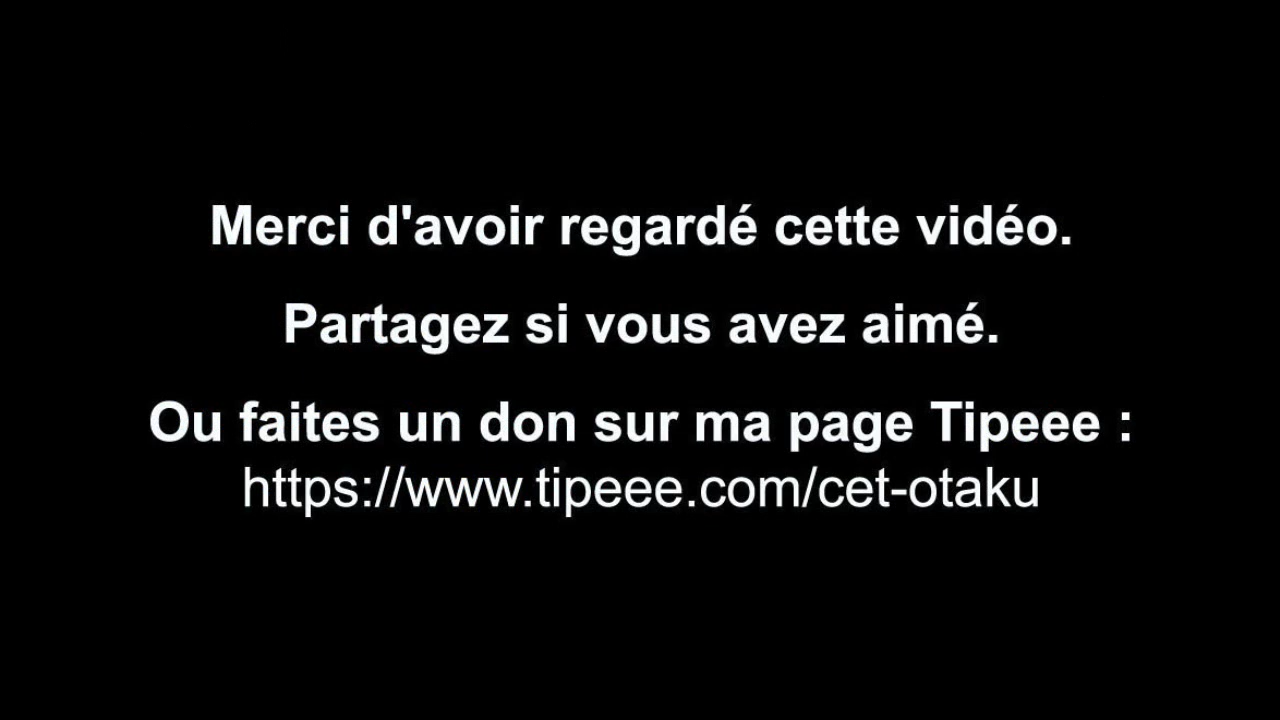 Merci d'avoir regardé cette vidéo.
Partagez si vous avez aimé.
Ou faites un don sur ma page Tipeee :
https://www.tipeee.com/cet-otaku